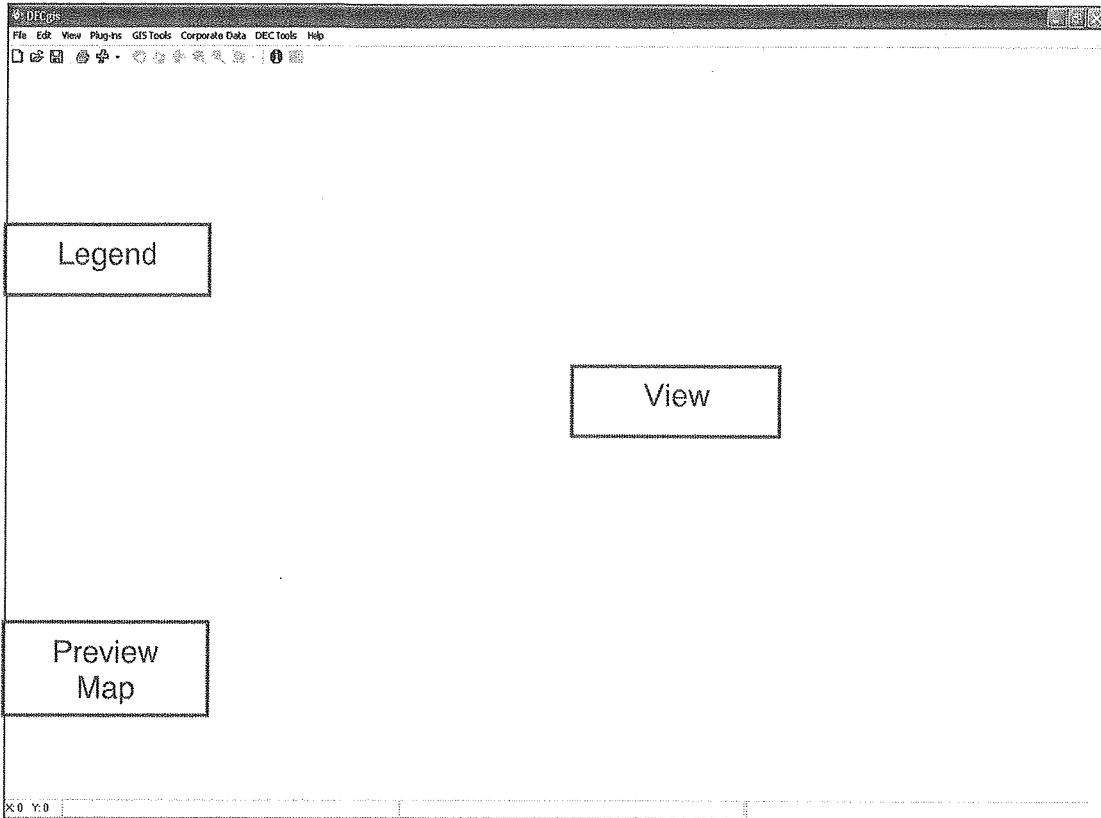 DECgis
File Edit View Plug-ins GIS Tools Corporate Data DEC Tools Help
Legend
View
Preview
Map
X:0 Y:0